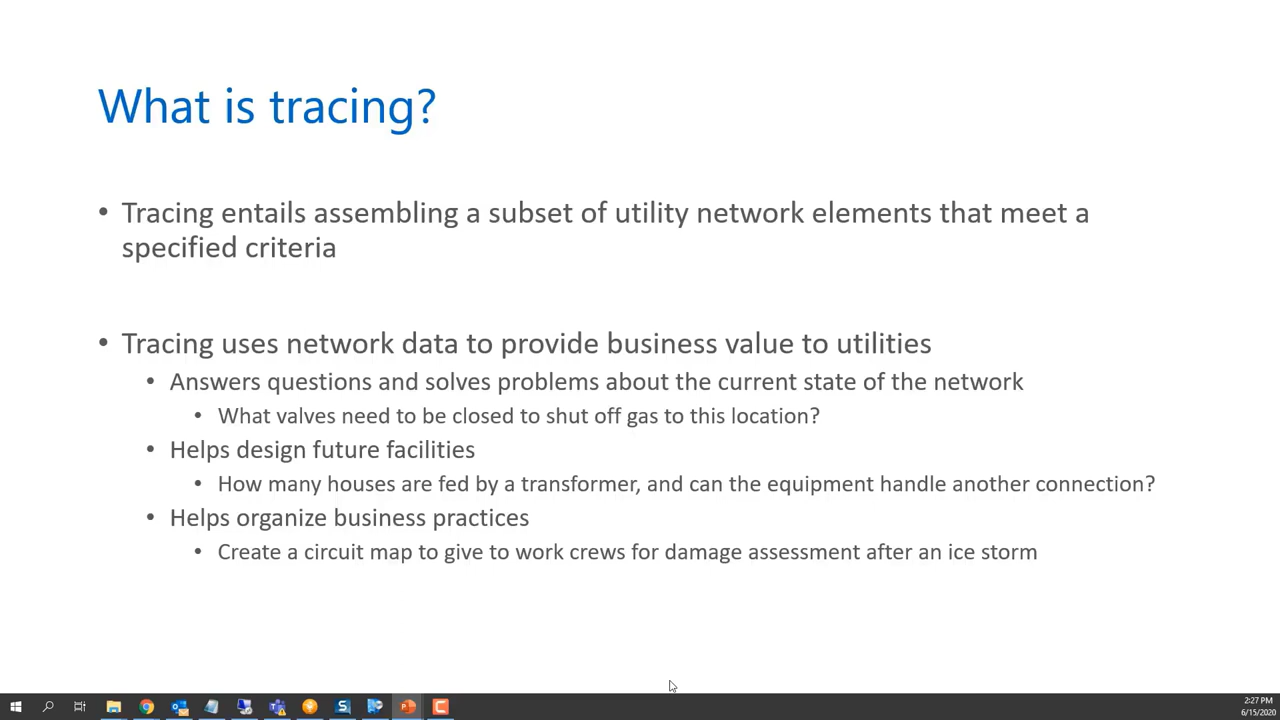 What is tracing?
• Tracing entails assembling a subset of utility network elements that meet a
specified criteria
• Tracing uses network data to provide business value to utilities
• Answers questions and solves problems about the current state of the network
• What valves need to be closed to shut off gas to this location?
• Helps design future facilities
• How many houses are fed by a transformer, and can the equipment handle another connection?
• Helps organize business practices
• Create a circuit map to give to work crews for damage assessment after an ice storm
2:27 PM
6/15/2020